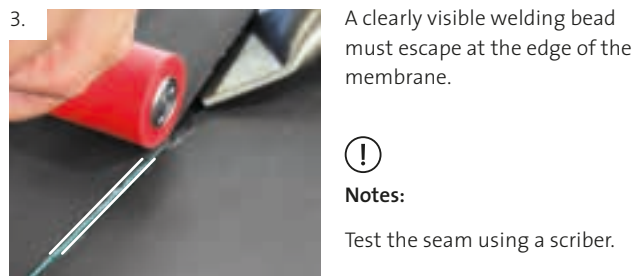 3.
A clearly visible welding bead
must escape at the edge of the
membrane.
Notes:
Test the seam using a scriber.